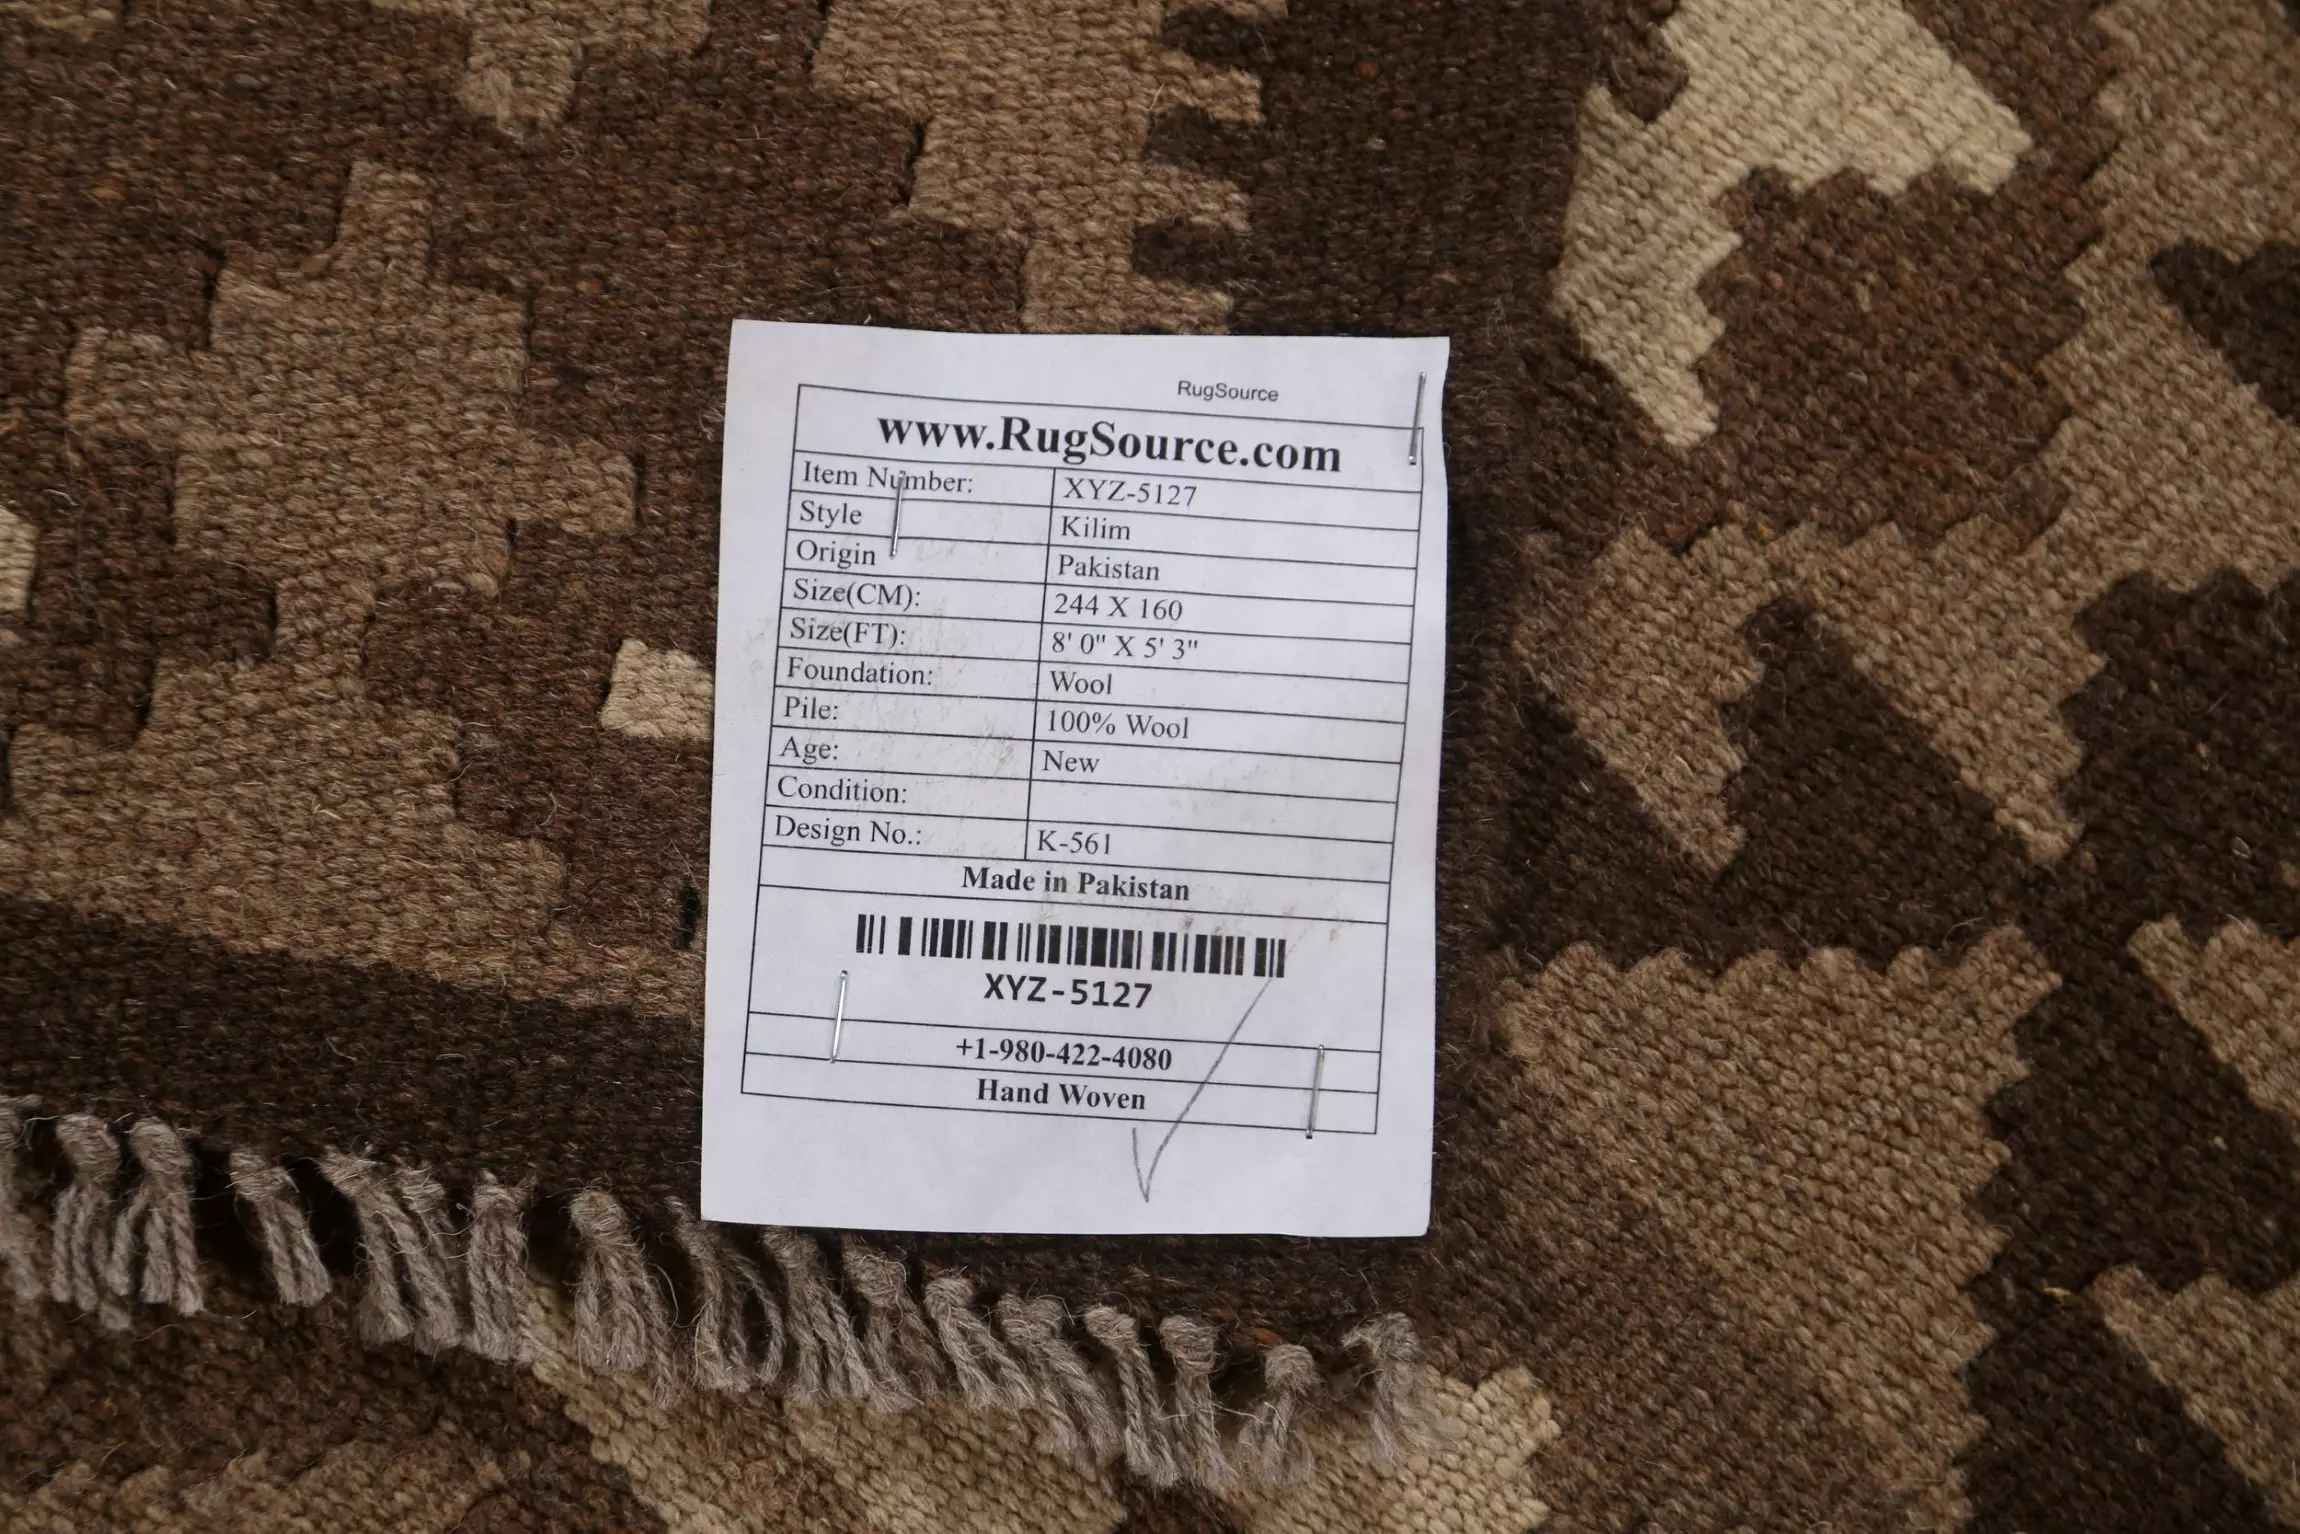 RugSource
www.RugSource.com
Item Number: XYZ-5127
Style Kilim
Origin Pakistan
Size(CM): 244 X 160
Size(FT): 8' 0" X 5' 3"
Foundation: Wool
Pile: 100% Wool
Age: New
Condition:
Design No.: K-561
Made in Pakistan
XYZ-5127
+1-980-422-4080
Hand Woven